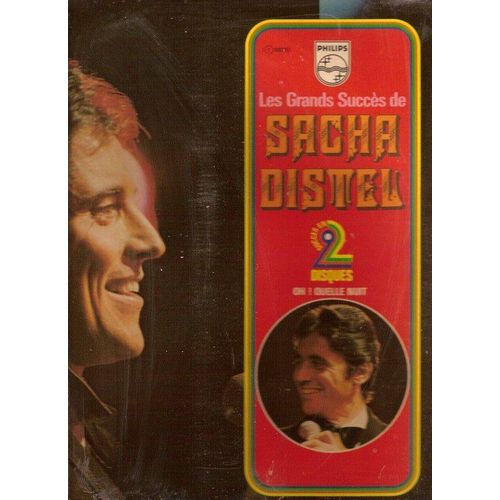 PHILIPS
Les Grands Succès de
SACHA
DISTEL
2
DISQUES
OH ! QUELLE NUIT